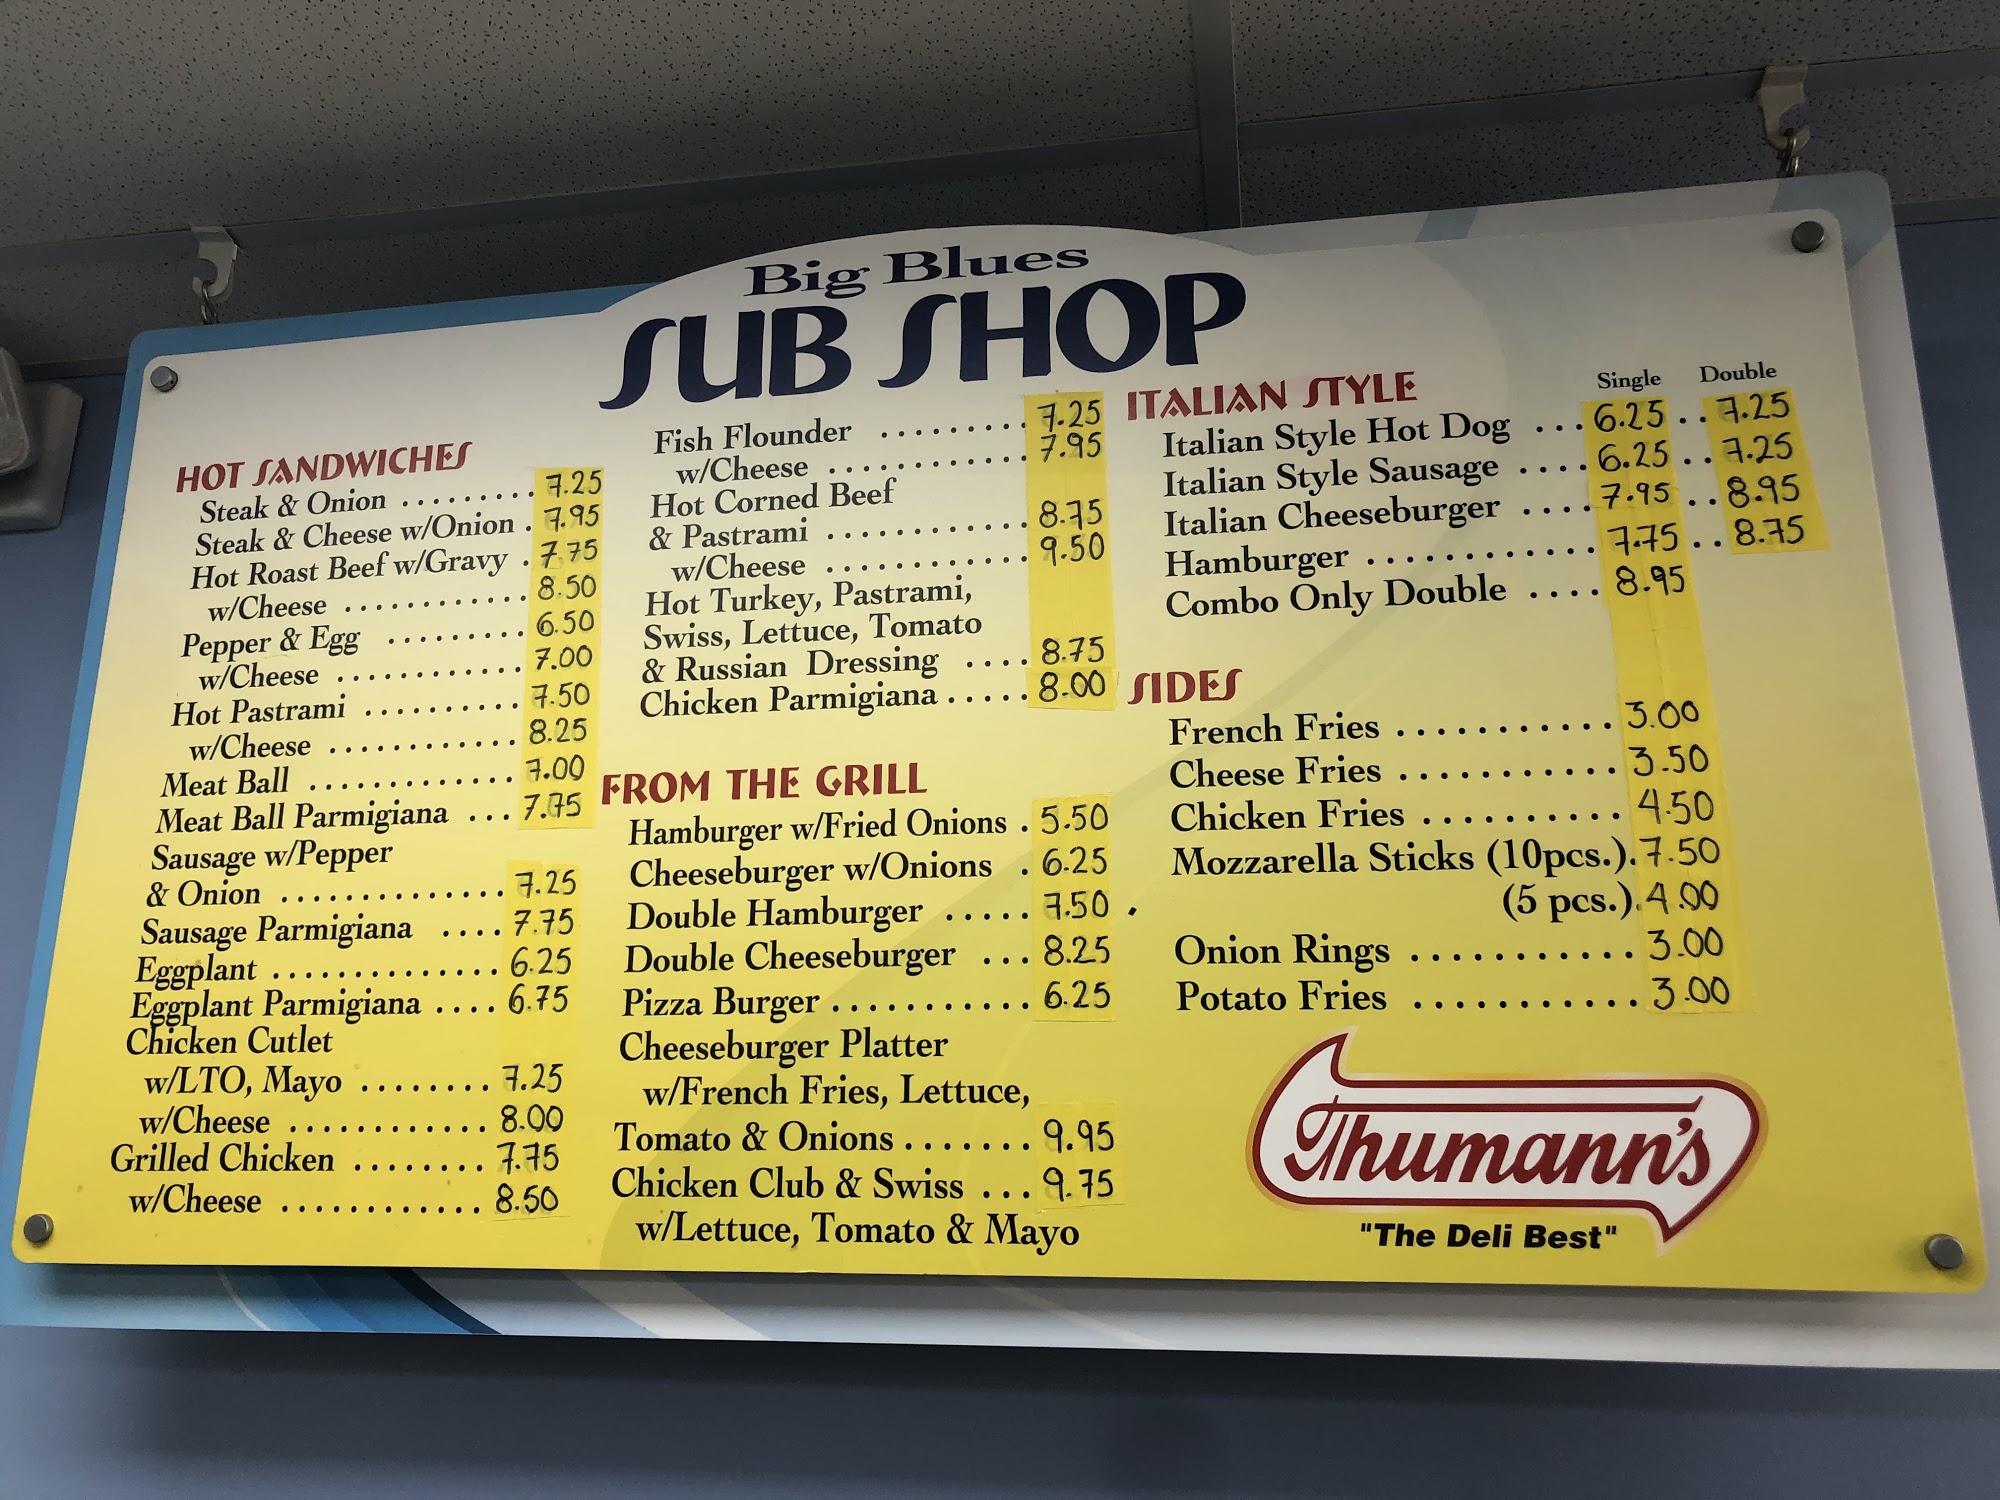 Big Blues
SUB SHOP
HOT SANDWICHES
Steak & Onion ......... 7.25
Steak & Cheese w/Onion . 7.95
Hot Roast Beef w/Gravy . 7.75
w/Cheese ............ 8.50
Pepper & Egg ......... 6.50
w/Cheese ............ 7.00
Hot Pastrami .......... 7.50
w/Cheese ............ 8.25
Meat Ball ............. 7.00
Meat Ball Parmigiana ... 7.75
Sausage w/Pepper
& Onion .............. 7.25
Sausage Parmigiana .... 7.75
Eggplant .............. 6.25
Eggplant Parmigiana .... 6.75
Chicken Cutlet
w/LTO, Mayo ........ 7.25
w/Cheese ............ 8.00
Grilled Chicken ........ 7.75
w/Cheese ............ 8.50
Fish Flounder ......... 7.25
w/Cheese ............ 7.95
Hot Corned Beef
& Pastrami ............ 8.75
w/Cheese ............ 9.50
Hot Turkey, Pastrami,
Swiss, Lettuce, Tomato
& Russian Dressing .... 8.75
Chicken Parmigiana ..... 8.00
FROM THE GRILL
Hamburger w/Fried Onions . 5.50
Cheeseburger w/Onions . 6.25
Double Hamburger ..... 7.50
Double Cheeseburger ... 8.25
Pizza Burger ........... 6.25
Cheeseburger Platter
w/French Fries, Lettuce,
Tomato & Onions ....... 9.95
Chicken Club & Swiss ... 9.75
w/Lettuce, Tomato & Mayo
ITALIAN STYLE Single Double
Italian Style Hot Dog ... 6.25 .. 7.25
Italian Style Sausage .... 6.25 .. 7.25
Italian Cheeseburger .... 7.95 .. 8.95
Hamburger ............. 7.75 .. 8.75
Combo Only Double .... 8.95
SIDES
French Fries ........... 3.00
Cheese Fries ........... 3.50
Chicken Fries .......... 4.50
Mozzarella Sticks (10pcs.). 7.50
(5 pcs.). 4.00
Onion Rings ........... 3.00
Potato Fries ........... 3.00
Thumann's
"The Deli Best"